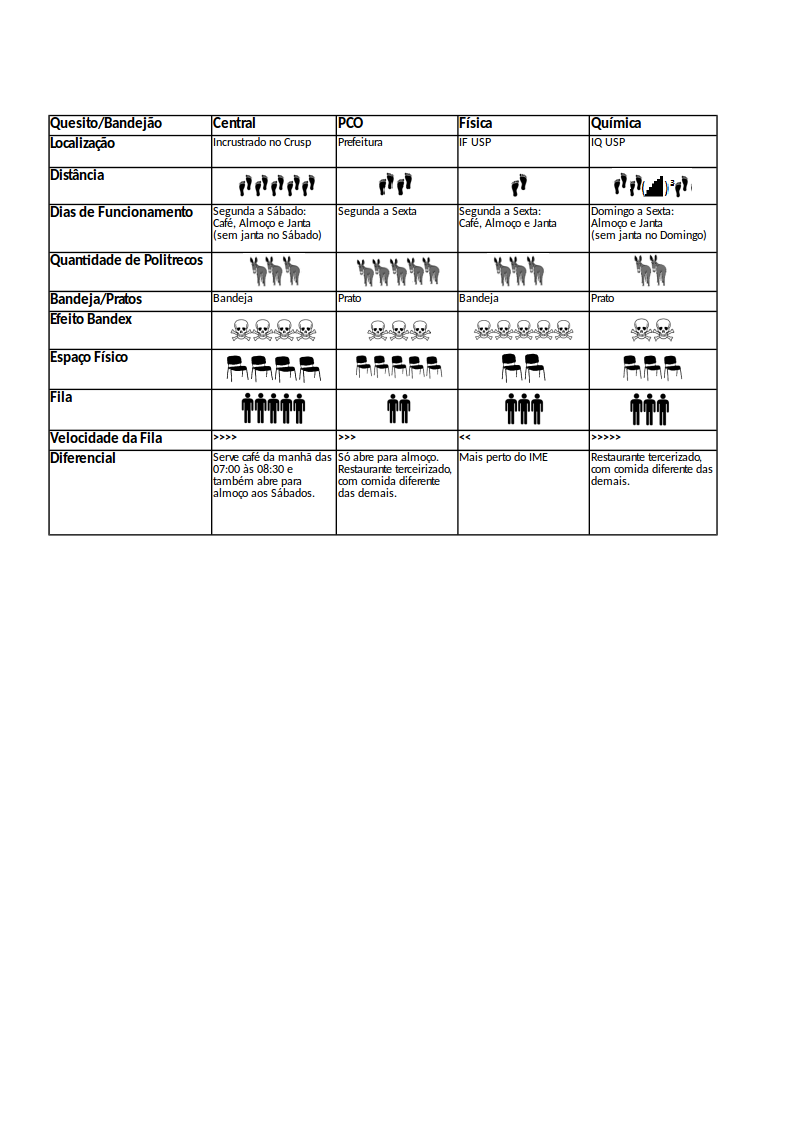 Quesito/Bandejão Central PCO Física Química
Localização Incrustrado no Crusp Prefeitura IF USP IQ USP
Distância ( )³
Dias de Funcionamento Segunda a Sábado: Segunda a Sexta Segunda a Sexta: Domingo a Sexta:
Café, Almoço e Janta Café, Almoço e Janta Almoço e Janta
(sem janta no Sábado) (sem janta no Domingo)
Quantidade de Politrecos
Bandeja/Pratos Bandeja Prato Bandeja Prato
Efeito Bandex
Espaço Físico
Fila
Velocidade da Fila >>>> >>> << >>>>>
Diferencial Serve café da manhã das Só abre para almoço. Mais perto do IME Restaurante tercerizado,
07:00 às 08:30 e Restaurante terceirizado, com comida diferente das
também abre para com comida diferente demais.
almoço aos Sábados. das demais.